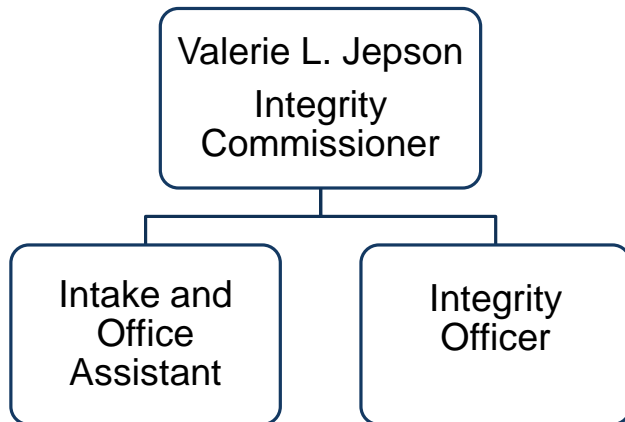 Valerie L. Jepson
Integrity
Commissioner
Intake and
Office
Assistant
Integrity
Officer